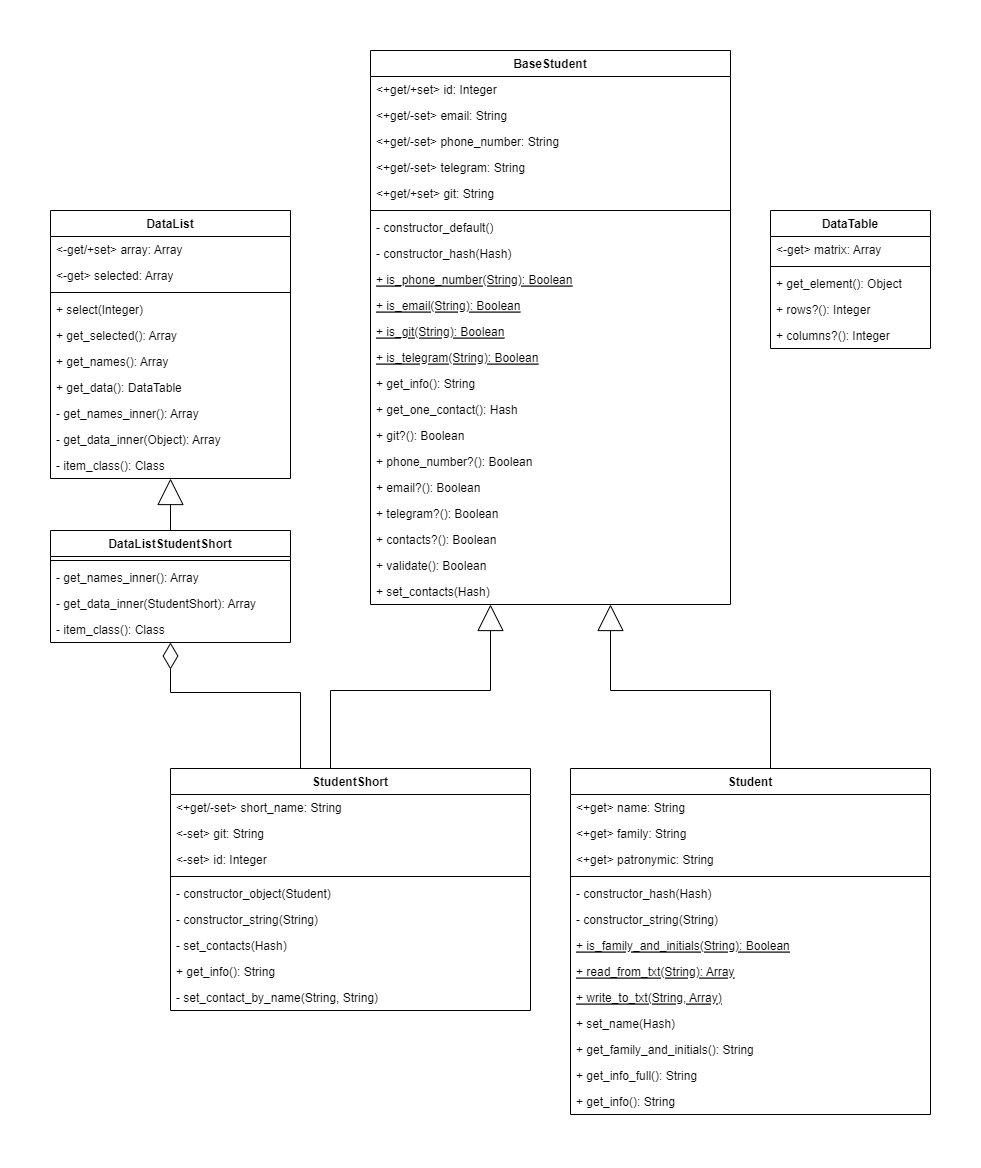 BaseStudent
<+get/+set> id: Integer
<+get/-set> email: String
<+get/-set> phone_number: String
<+get/-set> telegram: String
<+get/+set> git: String
- constructor_default()
- constructor_hash(Hash)
+ is_phone_number(String): Boolean
+ is_email(String): Boolean
+ is_git(String): Boolean
+ is_telegram(String): Boolean
+ get_info(): String
+ get_one_contact(): Hash
+ git?(): Boolean
+ phone_number?(): Boolean
+ email?(): Boolean
+ telegram?(): Boolean
+ contacts?(): Boolean
+ validate(): Boolean
+ set_contacts(Hash)
DataList
<-get/+set> array: Array
<-get> selected: Array
+ select(Integer)
+ get_selected(): Array
+ get_names(): Array
+ get_data(): DataTable
- get_names_inner(): Array
- get_data_inner(Object): Array
- item_class(): Class
DataTable
<-get> matrix: Array
+ get_element(): Object
+ rows?(): Integer
+ columns?(): Integer
DataListStudentShort
- get_names_inner(): Array
- get_data_inner(StudentShort): Array
- item_class(): Class
StudentShort
<+get/-set> short_name: String
<-set> git: String
<-set> id: Integer
- constructor_object(Student)
- constructor_string(String)
- set_contacts(Hash)
+ get_info(): String
- set_contact_by_name(String, String)
Student
<+get> name: String
<+get> family: String
<+get> patronymic: String
- constructor_hash(Hash)
- constructor_string(String)
+ is_family_and_initials(String): Boolean
+ read_from_txt(String): Array
+ write_to_txt(String, Array)
+ set_name(Hash)
+ get_family_and_initials(): String
+ get_info_full(): String
+ get_info(): String